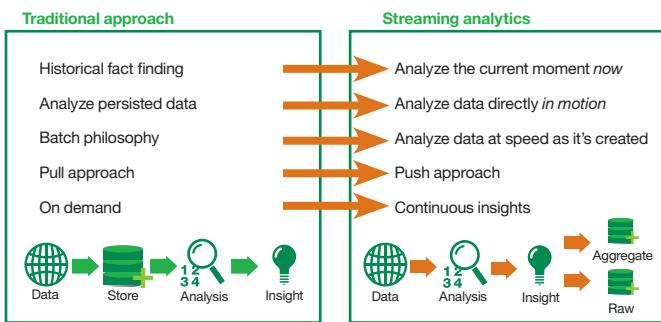 Traditional approach
Streaming analytics
Historical fact finding
Analyze the current moment now
Analyze persisted data
Analyze data directly in motion
Batch philosophy
Analyze data at speed as it's created
Pull approach
Push approach
On demand
Continuous insights
1 2
3 4
Data
Store
Analysis
Insight
1 2
3 4
Data
Analysis
Insight
Aggregate
Raw